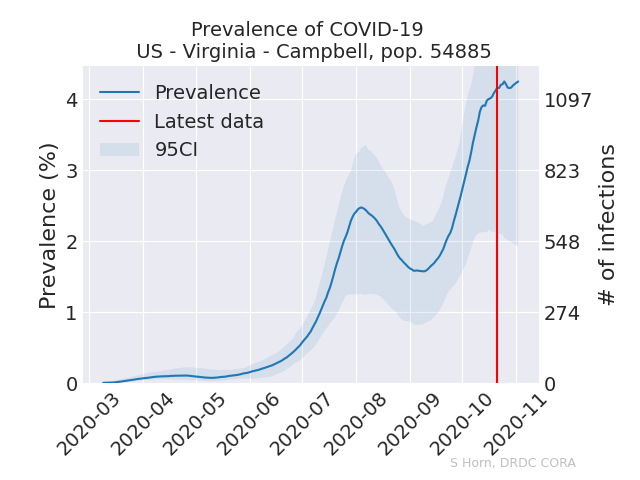 Prevalence of COVID-19
US - Virginia - Campbell, pop. 54885
Prevalence
Latest data
95CI
Prevalence (%)
4
3
2
1
0
1097
823
548
274
0
# of infections
2020-03
2020-04
2020-05
2020-06
2020-07
2020-08
2020-09
2020-10
2020-11
S Horn, DRDC CORA